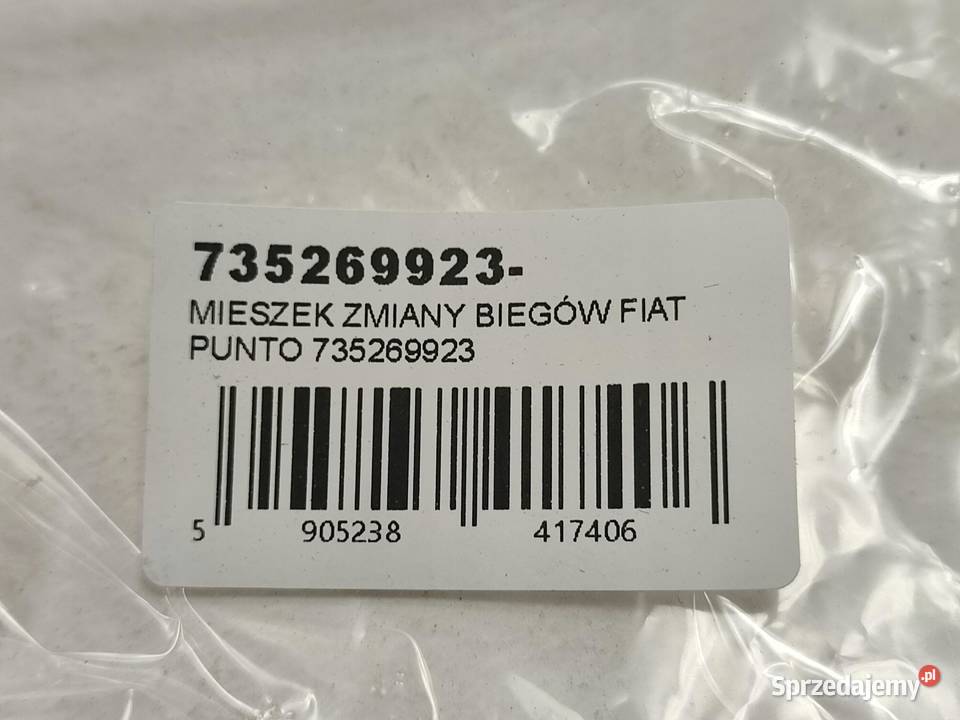 735269923-
MIESZEK ZMIANY BIEGÓW FIAT
PUNTO 735269923
5 905238 417406
Sprzedajemy.pl